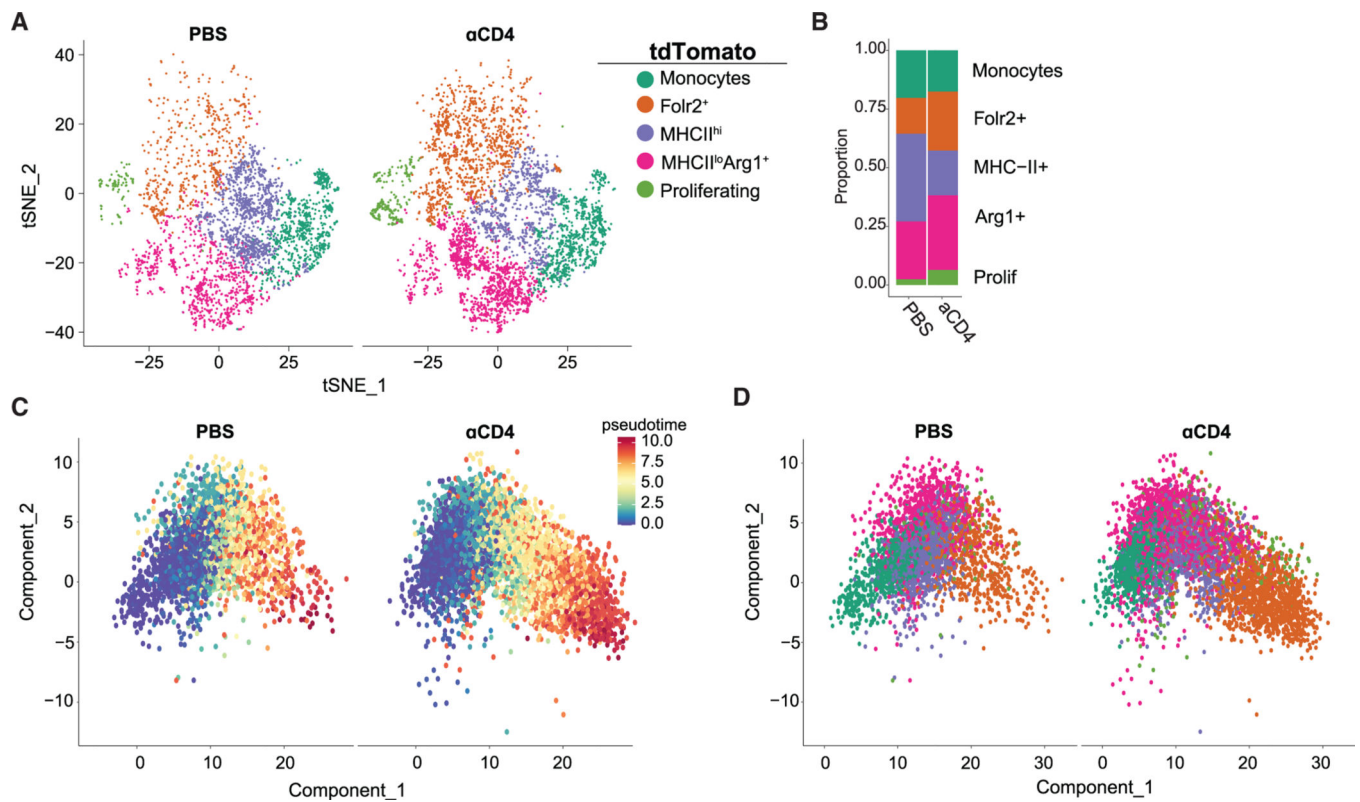 A
PBS
αCD4
tdTomato
Monocytes
Folr2⁺
MHCIIʰⁱ
MHCIIˡᵒArg1⁺
Proliferating
tSNE_2
40
20
0
−20
−40
−25
0
25
−25
0
25
tSNE_1
B
Proportion
1.00
0.75
0.50
0.25
0.00
Monocytes
Folr2+
MHC−II+
Arg1+
Prolif
PBS
aCD4
C
PBS
αCD4
pseudotime
10.0
7.5
5.0
2.5
0.0
Component_2
10
5
0
−5
−10
0
10
20
0
10
20
Component_1
D
PBS
αCD4
Component_2
10
5
0
−5
−10
0
10
20
30
0
10
20
30
Component_1